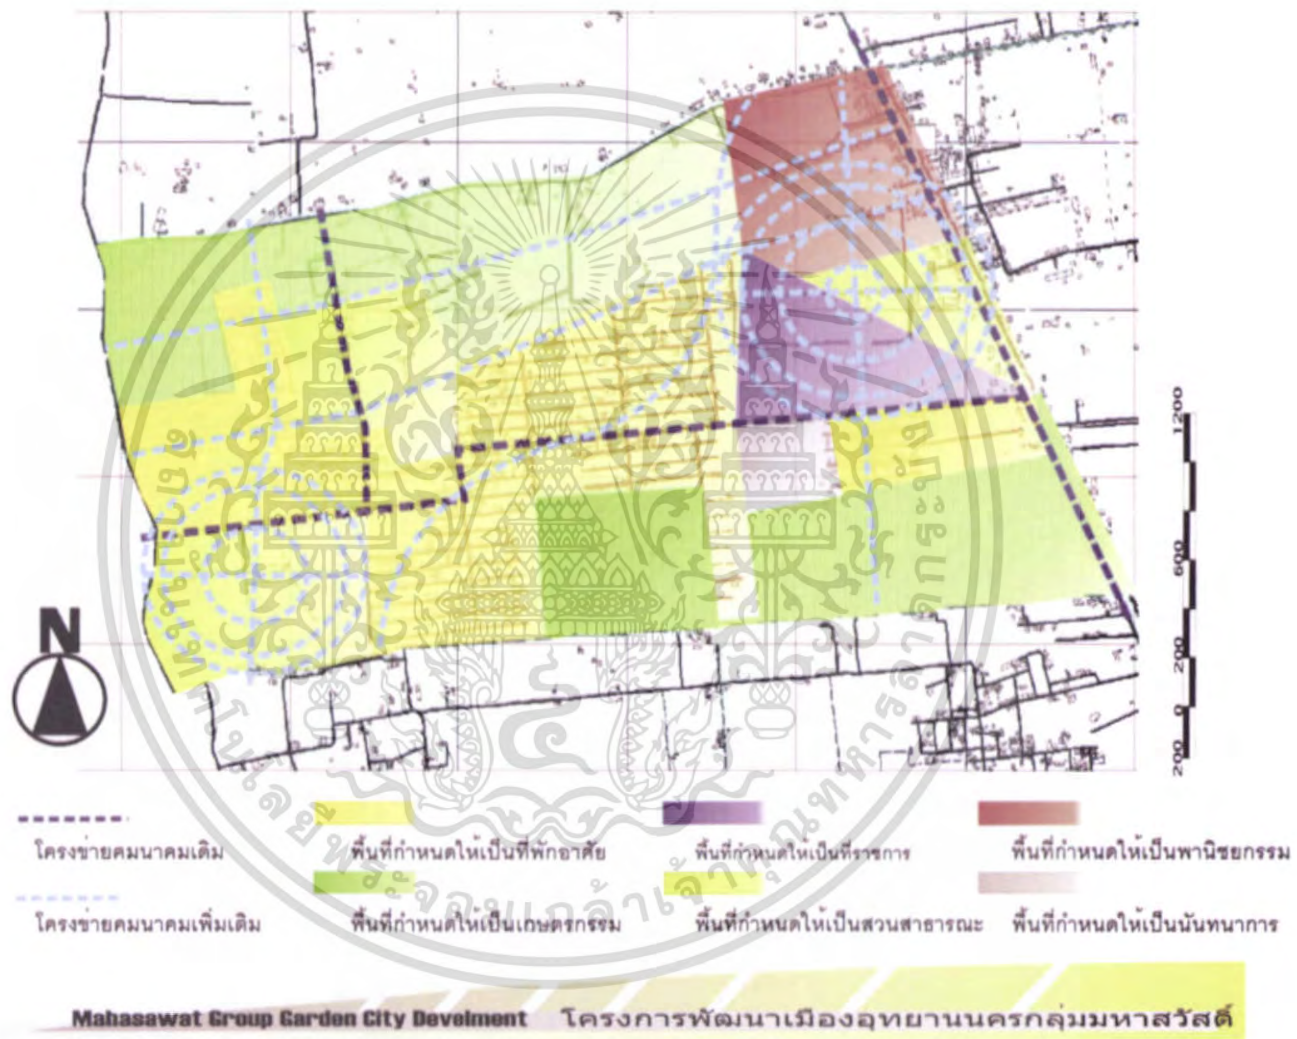 N
1200
600
200
0
200
โครงข่ายคมนาคมเดิม
พื้นที่กำหนดให้เป็นที่พักอาศัย
พื้นที่กำหนดให้เป็นที่ราชการ
พื้นที่กำหนดให้เป็นพานิชยกรรม
โครงข่ายคมนาคมเพิ่มเดิม
พื้นที่กำหนดให้เป็นเกษตรกรรม
พื้นที่กำหนดให้เป็นสวนสาธารณะ
พื้นที่กำหนดให้เป็นนันทนาการ
Mahasawat Group Garden City Develment โครงการพัฒนาเมืองอุทยานนครกลุ่มมหาสวัสดิ์